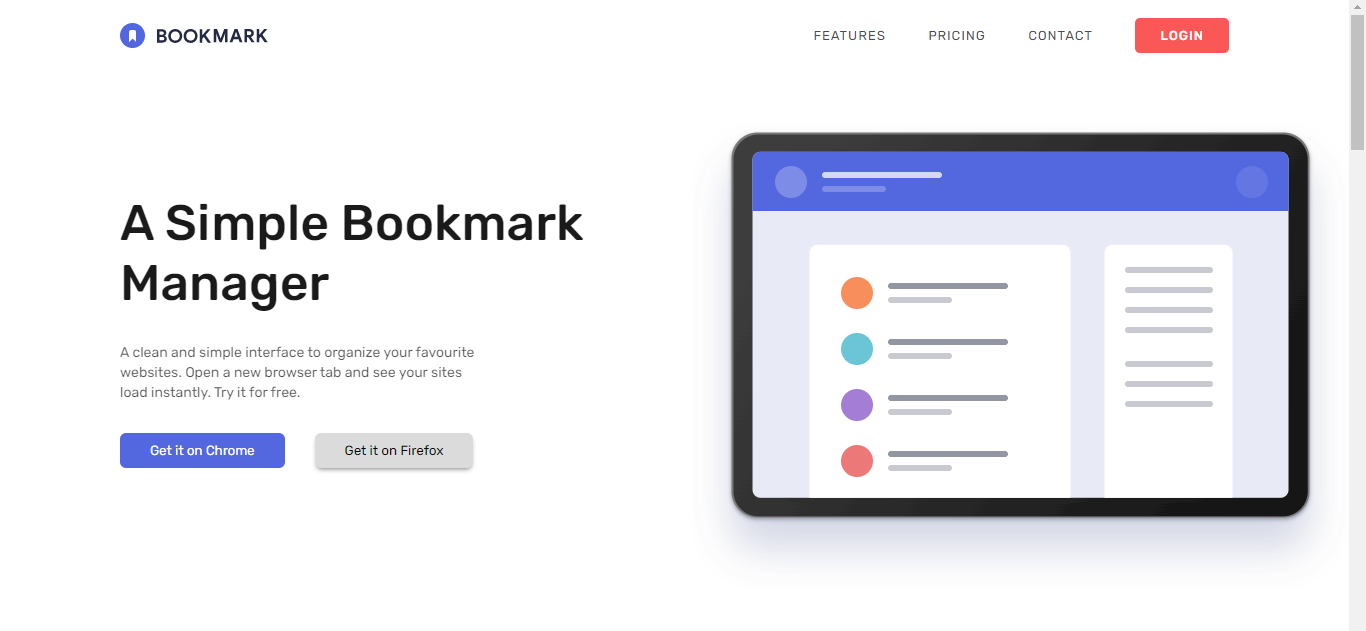 BOOKMARK
FEATURES
PRICING
CONTACT
LOGIN
A Simple Bookmark
Manager
A clean and simple interface to organize your favourite
websites. Open a new browser tab and see your sites
load instantly. Try it for free.
Get it on Chrome
Get it on Firefox